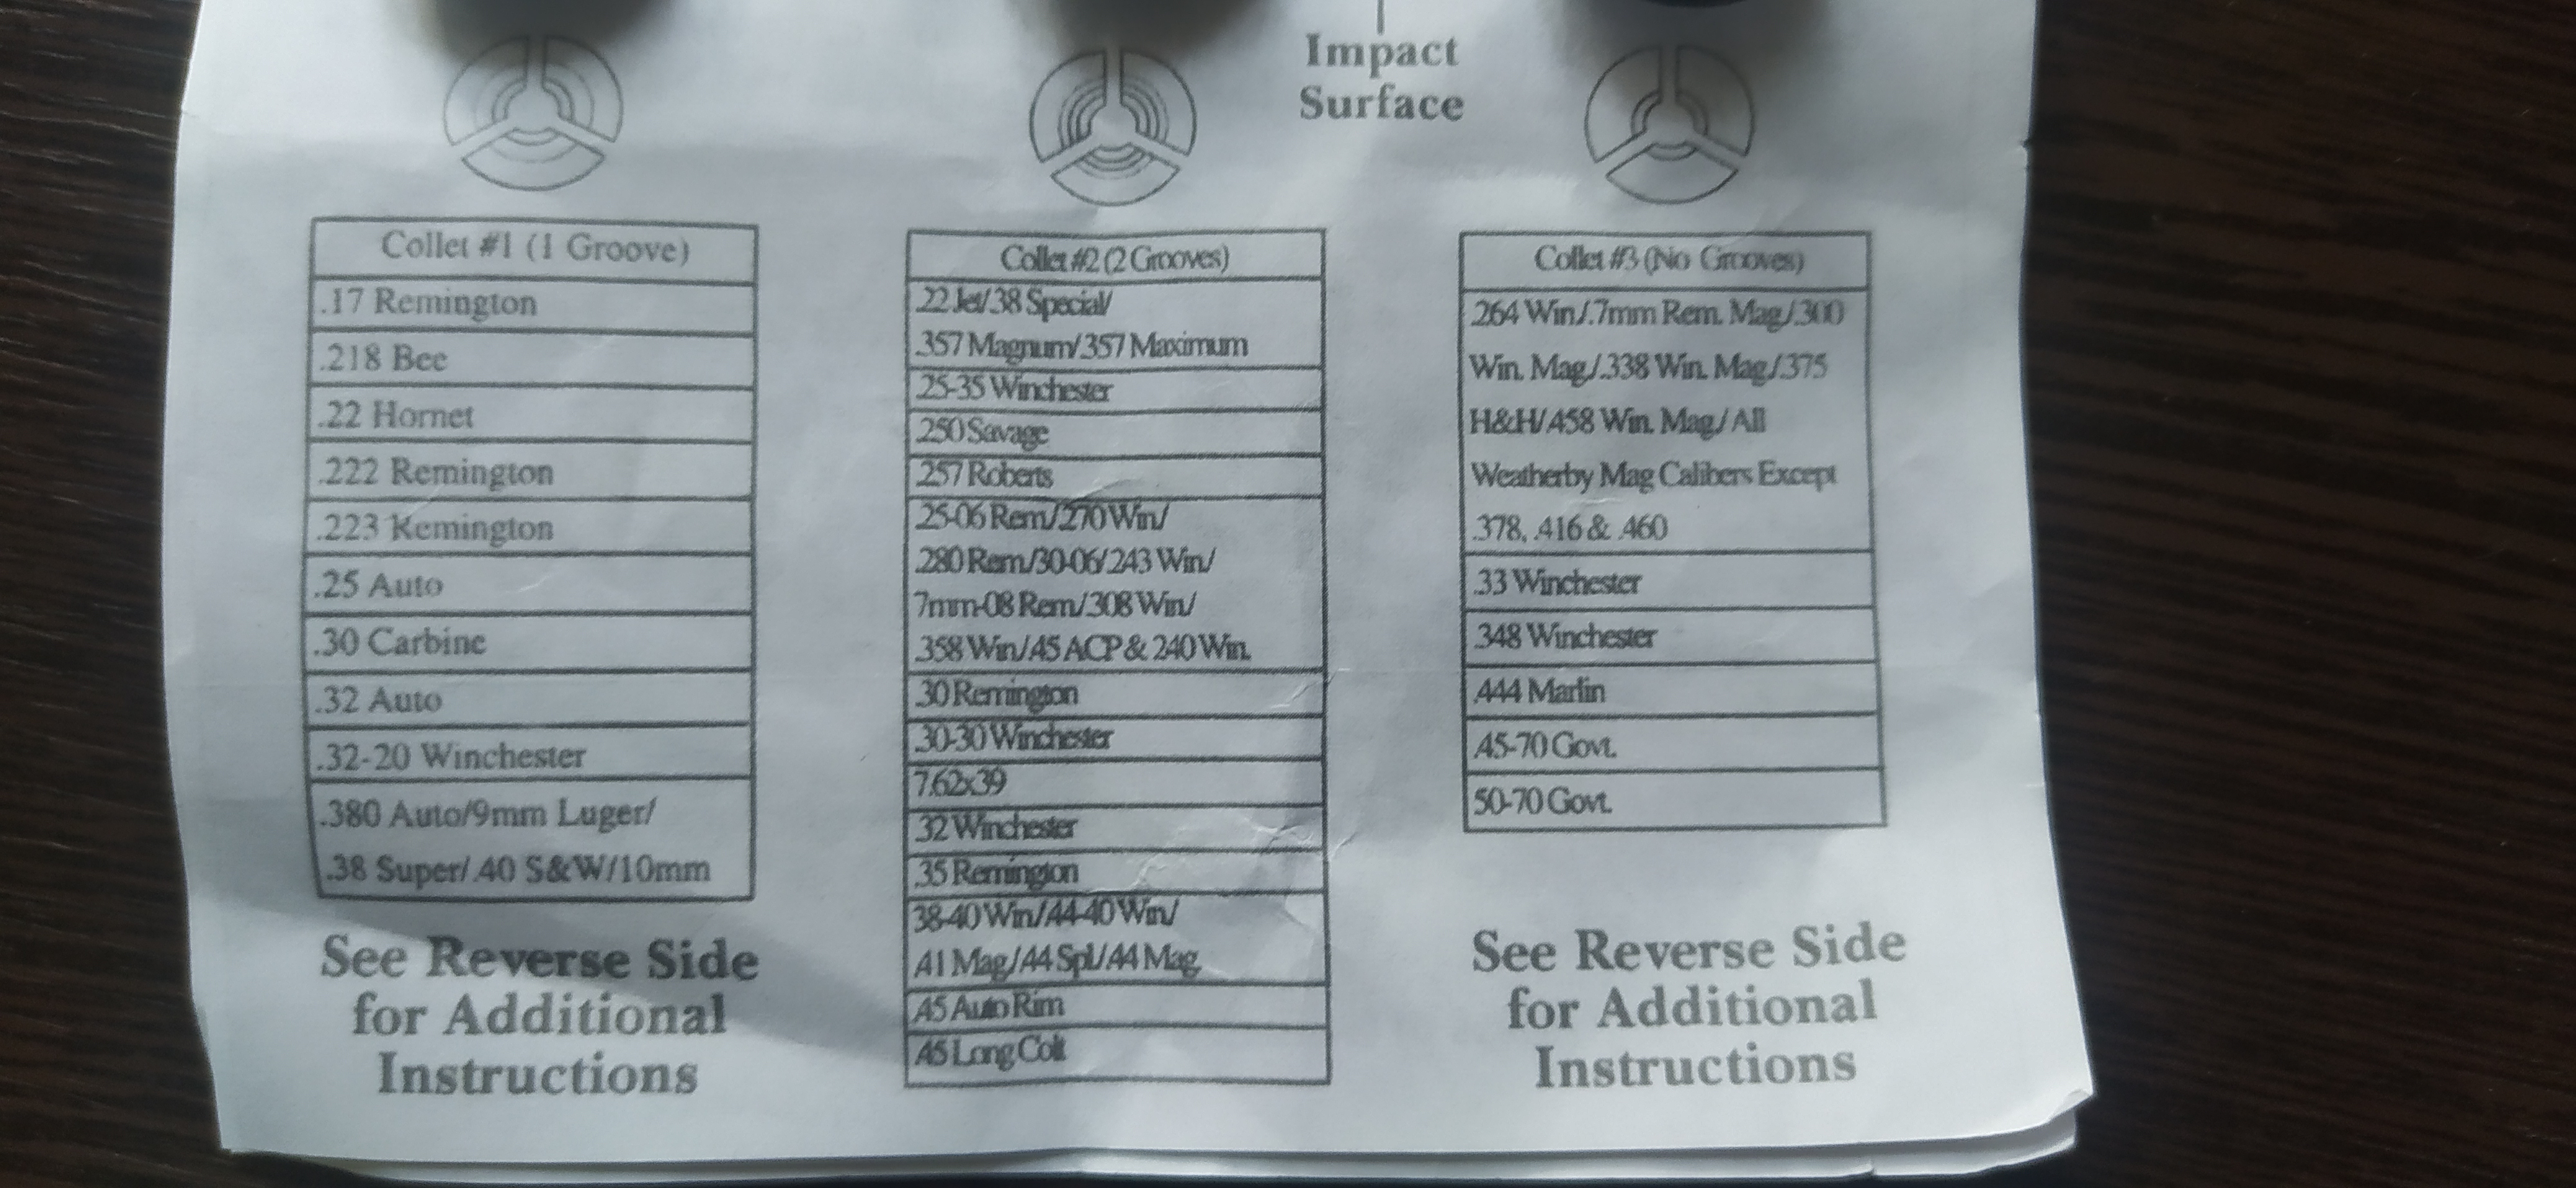 Impact
Surface
Collet #1 (1 Groove)
.17 Remington
.218 Bee
.22 Hornet
.222 Remington
.223 Remington
.25 Auto
.30 Carbine
.32 Auto
.32-20 Winchester
.380 Auto/9mm Luger/
.38 Super/.40 S&W/10mm
See Reverse Side
for Additional
Instructions
Collet #2 (2 Grooves)
.22 Jet/.38 Special/
.357 Magnum/.357 Maximum
.25-35 Winchester
.250 Savage
.257 Roberts
.25-06 Rem/.270 Win/
.280 Rem/30-06/.243 Win/
7mm-08 Rem/.308 Win/
.358 Win/.45 ACP & 240 Win.
.30 Remington
.30-30 Winchester
7.62x39
.32 Winchester
.35 Remington
38-40 Win/.44-40 Win/
.41 Mag/.44 Spl/.44 Mag.
.45 Auto Rim
.45 Long Colt
Collet #3 (No Grooves)
.264 Win/.7mm Rem. Mag/.300
Win. Mag/.338 Win. Mag/.375
H&H/.458 Win. Mag/ All
Weatherby Mag Calibers Except
.378, .416 & .460
.33 Winchester
.348 Winchester
.444 Marlin
.45-70 Govt.
50-70 Govt.
See Reverse Side
for Additional
Instructions